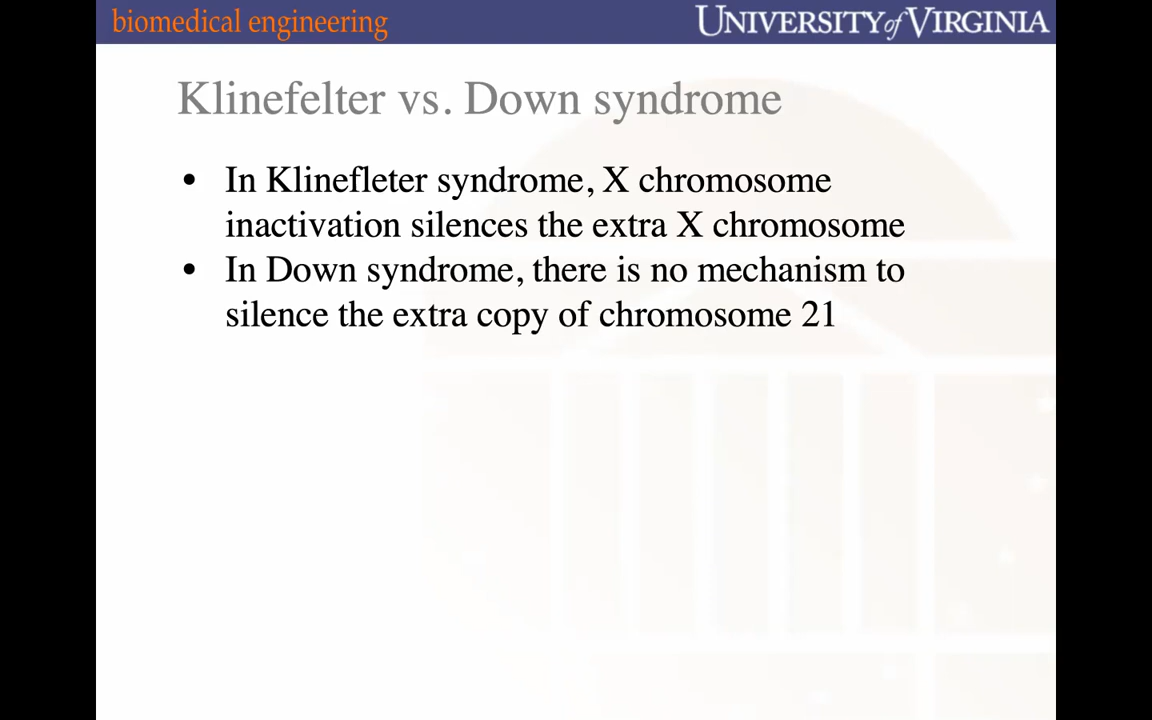 biomedical engineering
UNIVERSITY of VIRGINIA
Klinefelter vs. Down syndrome
• In Klinefleter syndrome, X chromosome
inactivation silences the extra X chromosome
• In Down syndrome, there is no mechanism to
silence the extra copy of chromosome 21